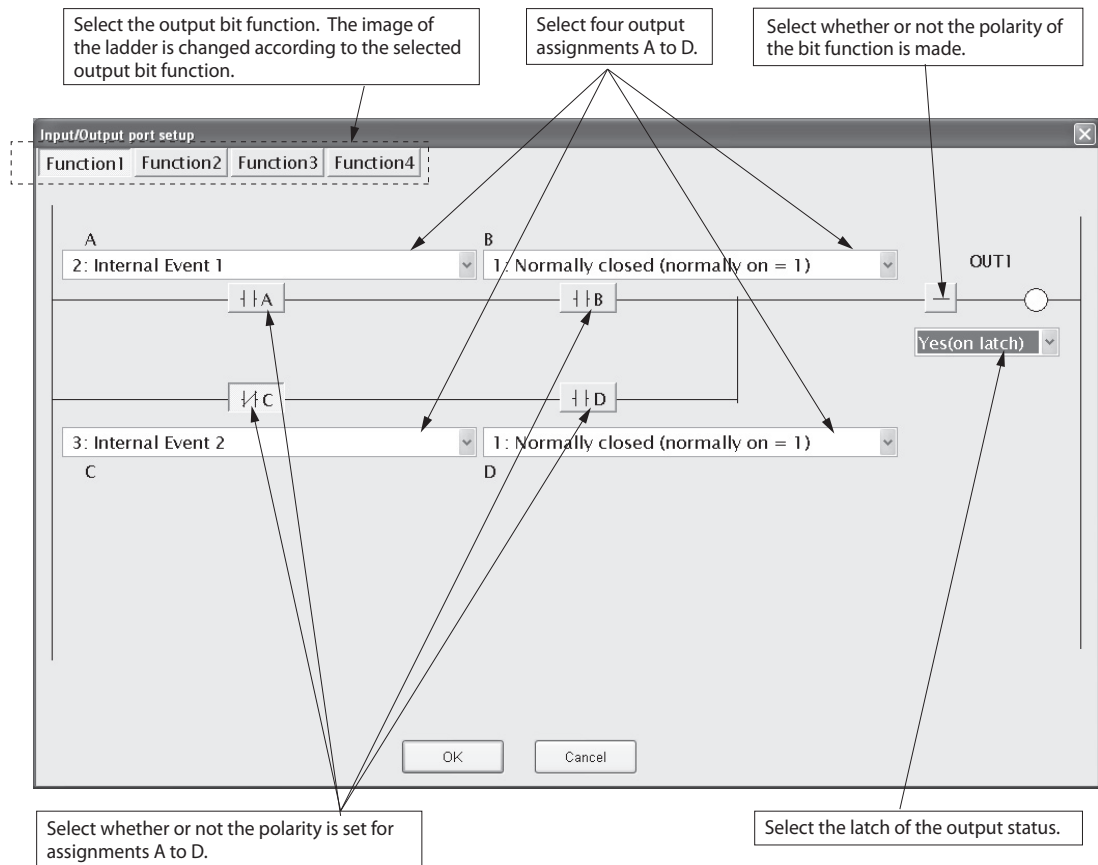 Select the output bit function. The image of
the ladder is changed according to the selected
output bit function.
Select four output
assignments A to D.
Select whether or not the polarity of
the bit function is made.
Input/Output port setup
Function1 Function2 Function3 Function4
A
2: Internal Event 1
B
1: Normally closed (normally on = 1)
OUT1
A
B
Yes(on latch)
C
D
3: Internal Event 2
1: Normally closed (normally on = 1)
C
D
OK
Cancel
Select whether or not the polarity is set for
assignments A to D.
Select the latch of the output status.